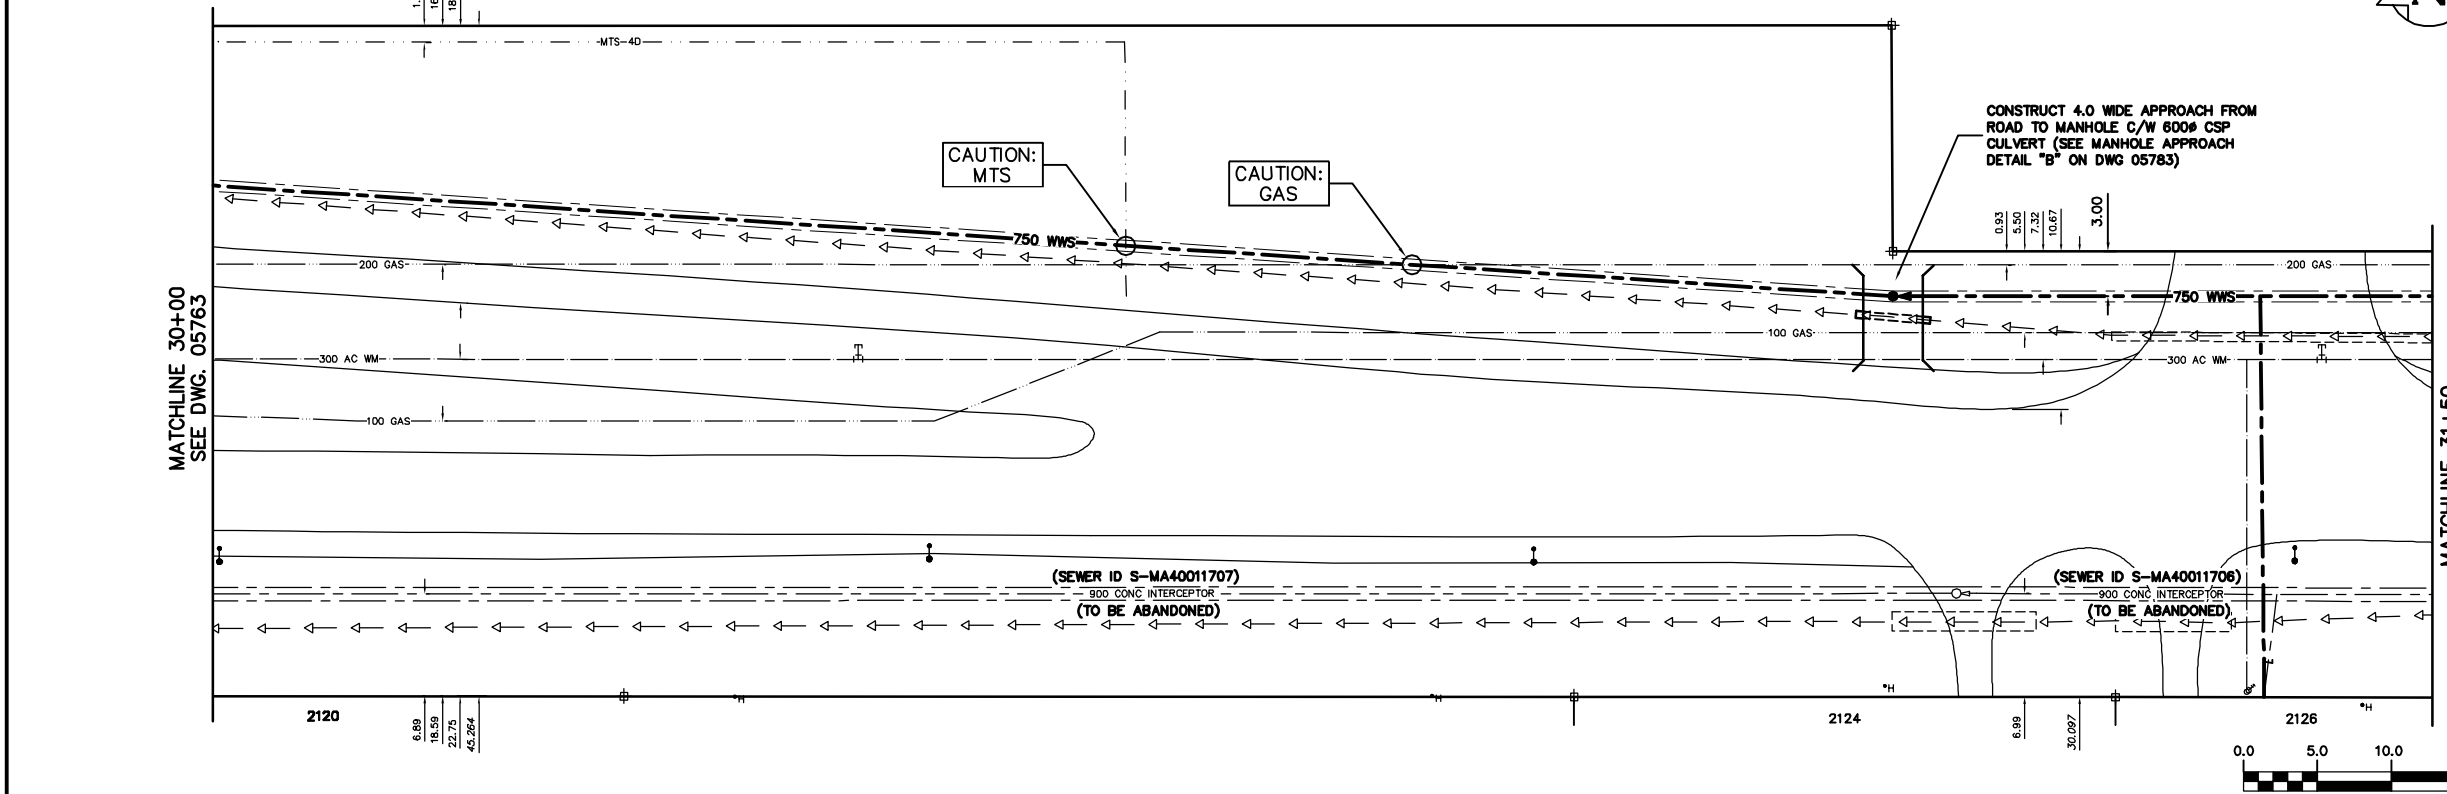 MTS-4D
CONSTRUCT 4.0 WIDE APPROACH FROM
ROAD TO MANHOLE C/W 600ø CSP
CULVERT (SEE MANHOLE APPROACH
DETAIL "B" ON DWG 05783)
CAUTION:
MTS
CAUTION:
GAS
0.93
5.50
7.32
10.67
3.00
750 WWS
200 GAS
200 GAS
750 WWS
MATCHLINE 30+00
SEE DWG. 05763
100 GAS
300 AC WM
300 AC WM
100 GAS
(SEWER ID S-MA40011707)
900 CONC INTERCEPTOR
(TO BE ABANDONED)
(SEWER ID S-MA40011706)
900 CONC INTERCEPTOR
(TO BE ABANDONED)
H
H
H
H
2120
2124
2126
6.89
18.59
22.75
45.264
6.99
30.097
0.0 5.0 10.0